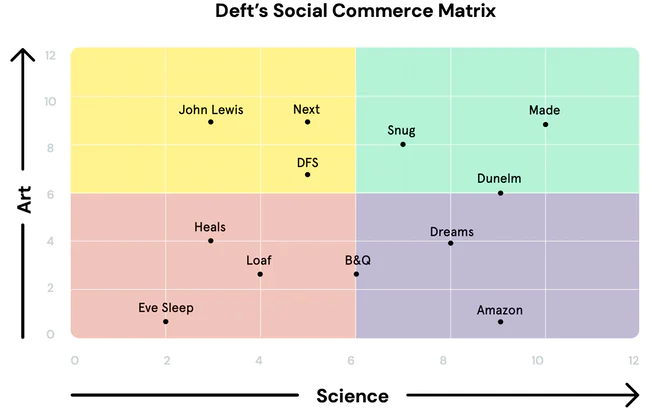 Deft's Social Commerce Matrix
12
10
8
6
4
2
0
Art
John Lewis
Next
Made
Snug
DFS
Dunelm
Heals
Dreams
Loaf
B&Q
Eve Sleep
Amazon
0 2 4 6 8 10 12
Science